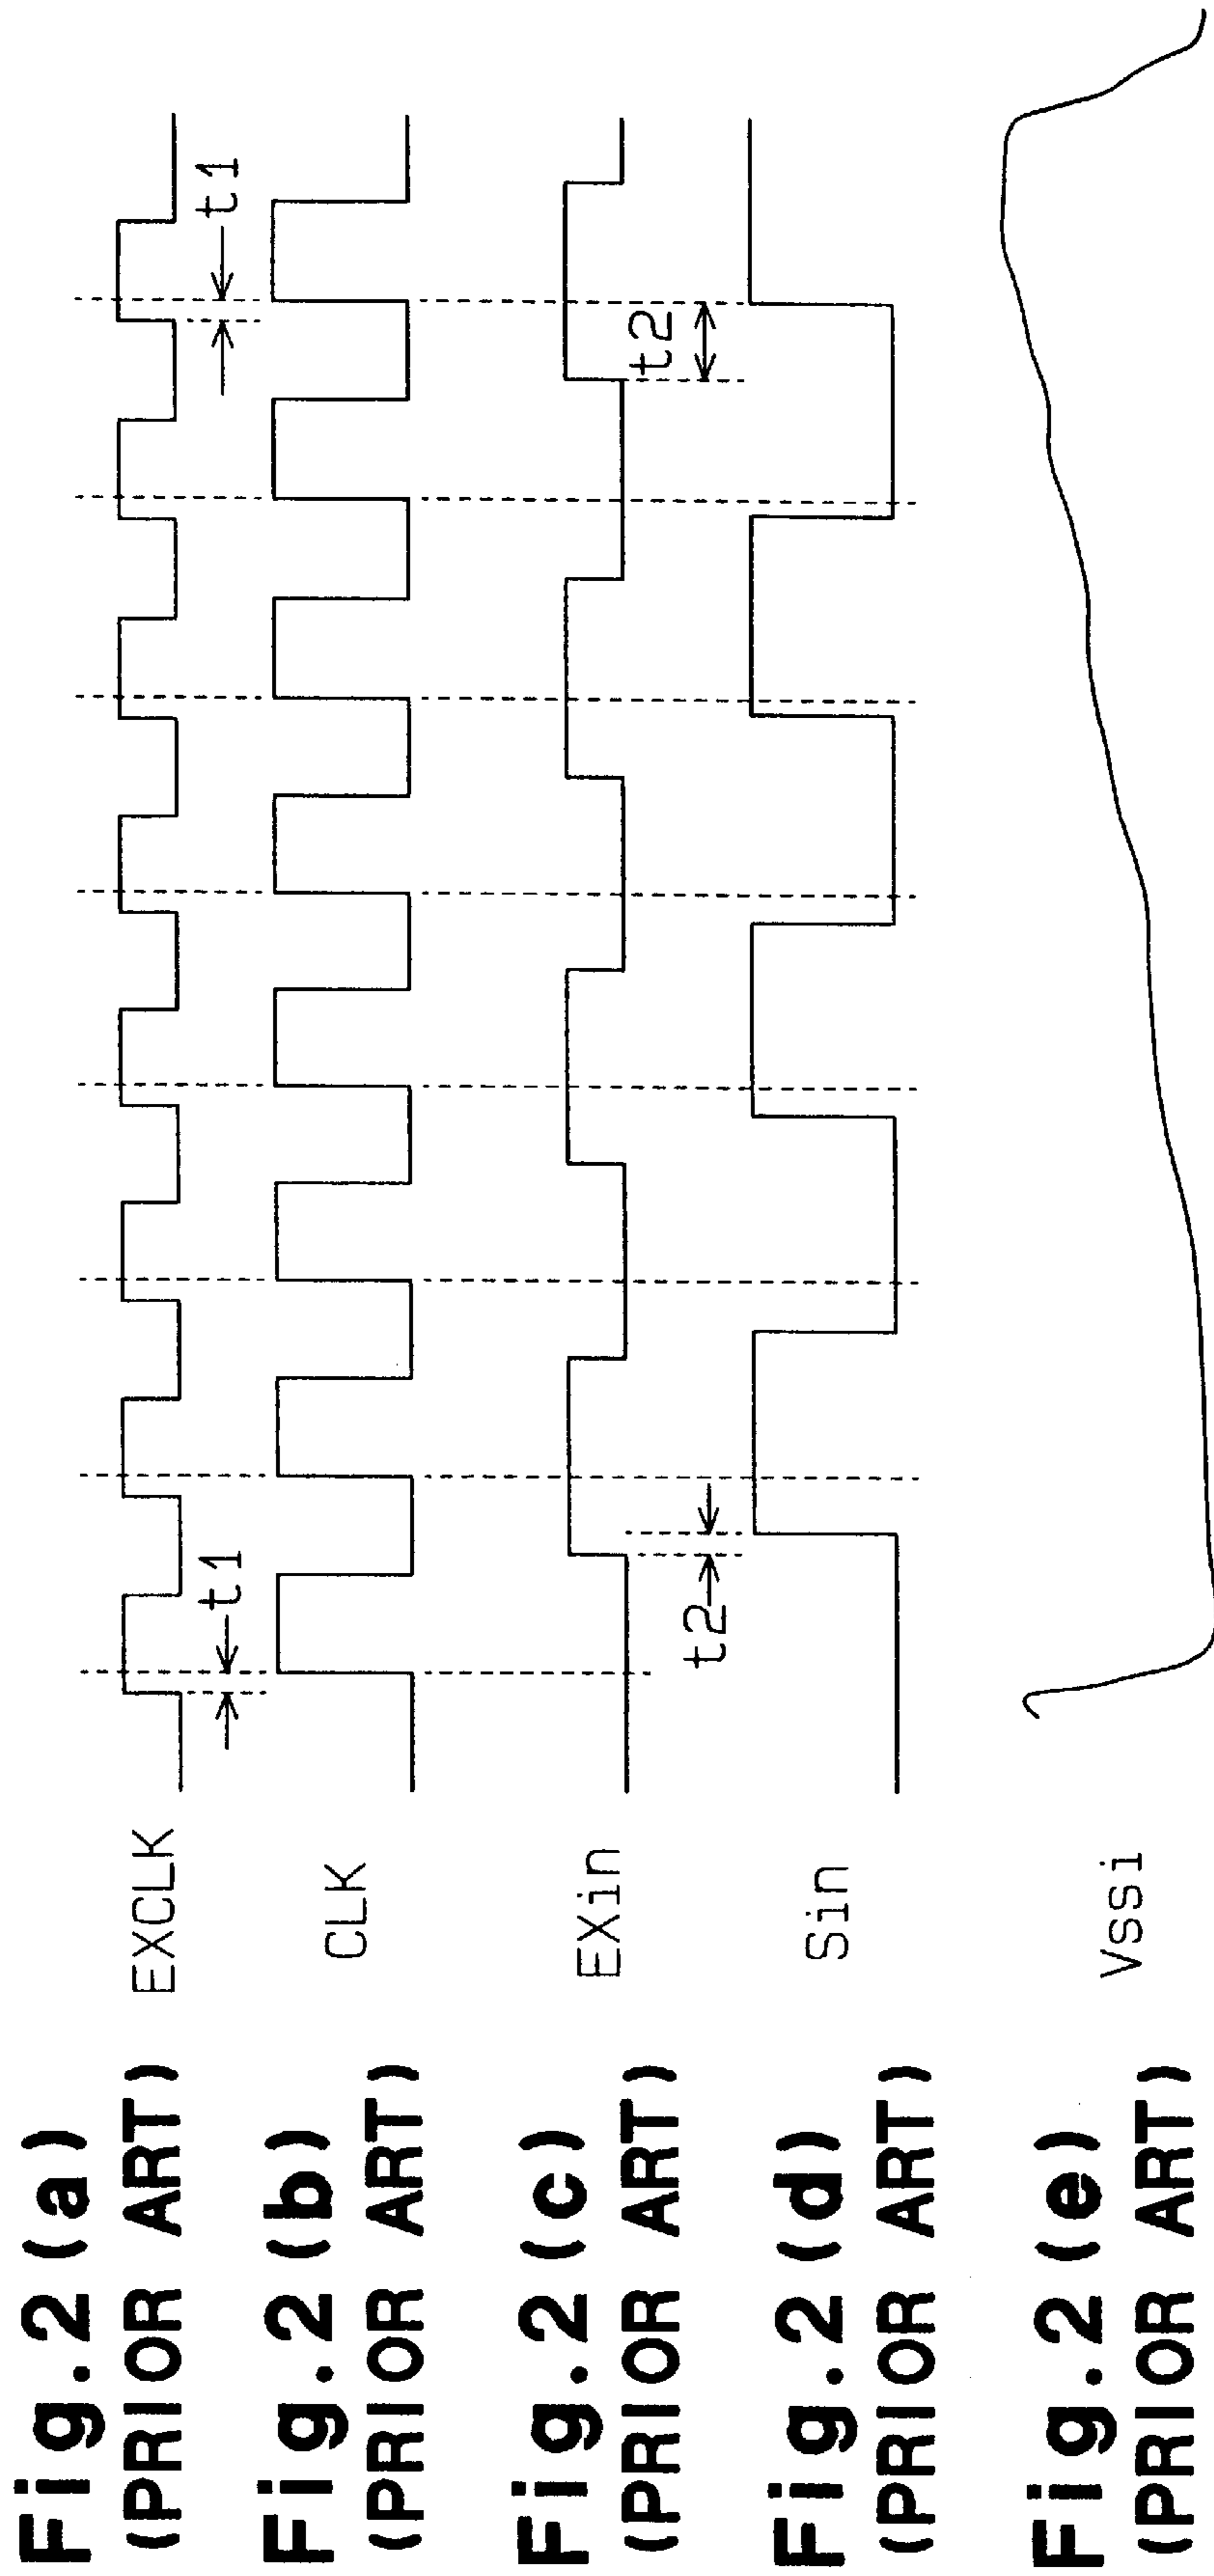 Fig.2(a)
(PRIOR ART)
EXCLK
t1
t1
Fig.2(b)
(PRIOR ART)
CLK
Fig.2(c)
(PRIOR ART)
EXin
t2
t2
Fig.2(d)
(PRIOR ART)
Sin
Fig.2(e)
(PRIOR ART)
Vssi